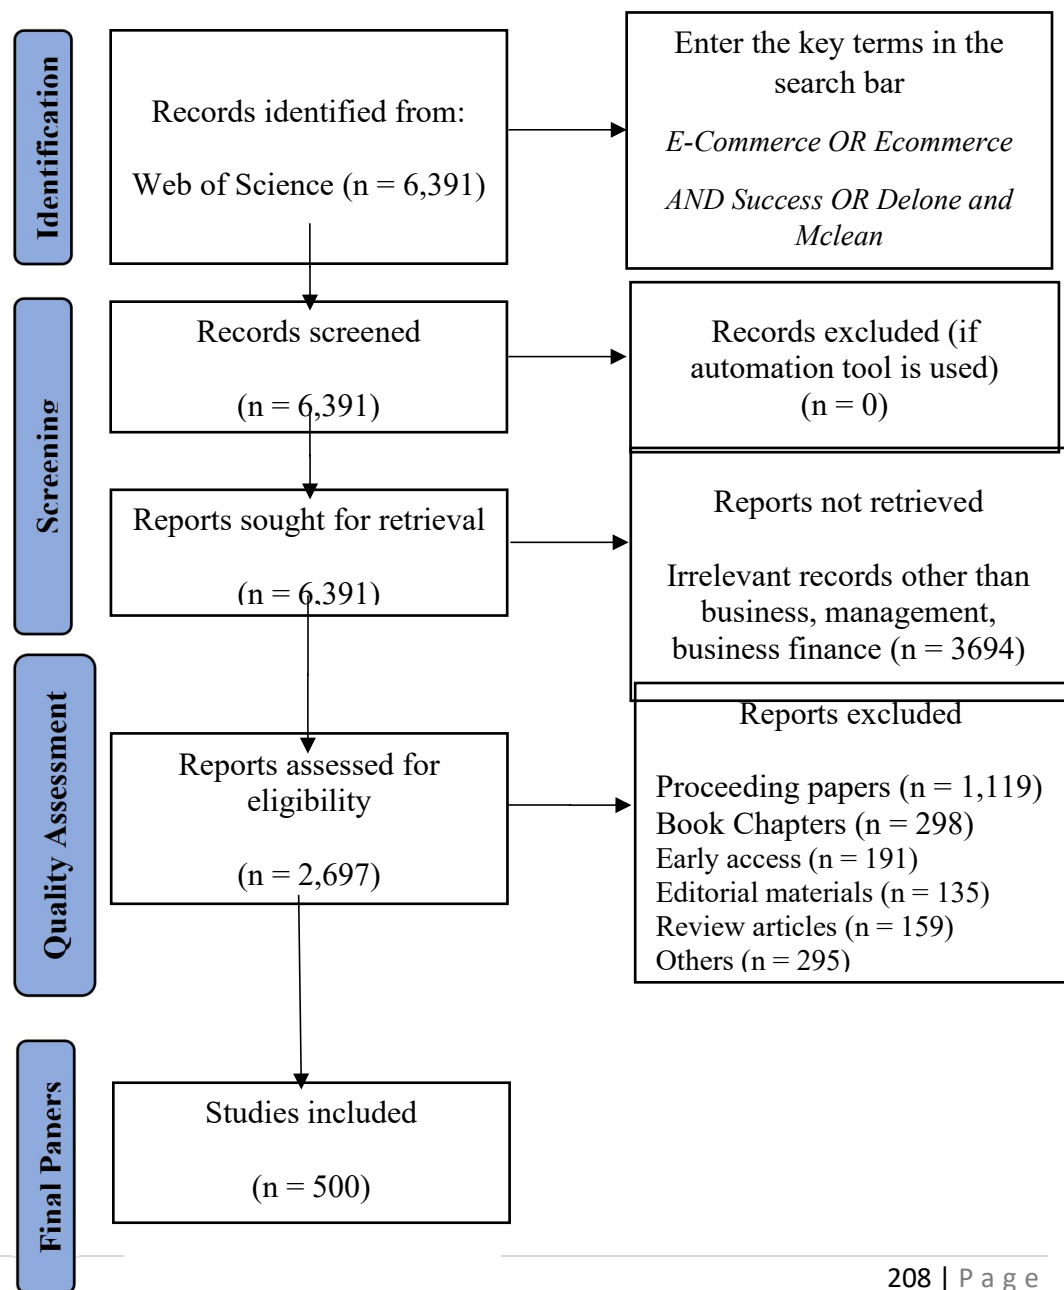 Identification
Records identified from:
Web of Science (n = 6,391)
Enter the key terms in the
search bar
E-Commerce OR Ecommerce
AND Success OR Delone and
Mclean
Screening
Records screened
(n = 6,391)
Records excluded (if
automation tool is used)
(n = 0)
Reports sought for retrieval
(n = 6,391)
Reports not retrieved
Irrelevant records other than
business, management,
business finance (n = 3694)
Quality Assessment
Reports assessed for
eligibility
(n = 2,697)
Reports excluded
Proceeding papers (n = 1,119)
Book Chapters (n = 298)
Early access (n = 191)
Editorial materials (n = 135)
Review articles (n = 159)
Others (n = 295)
Final Papers
Studies included
(n = 500)
208 | Page